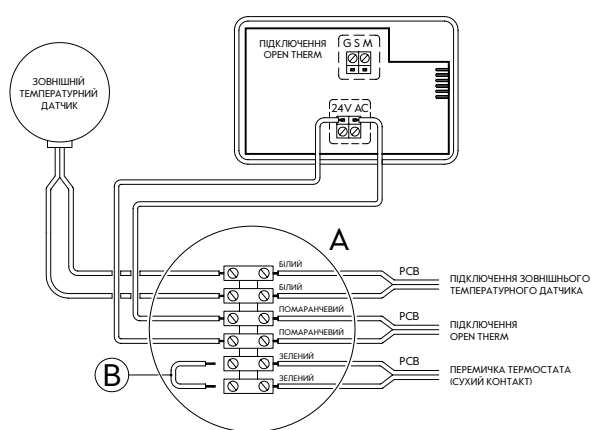 ПІДКЛЮЧЕННЯ
OPEN THERM
G S M
24V AC
ЗОВНІШНІЙ
ТЕМПЕРАТУРНИЙ
ДАТЧИК
A
БІЛИЙ
PCB
ПІДКЛЮЧЕННЯ ЗОВНІШНЬОГО
ТЕМПЕРАТУРНОГО ДАТЧИКА
БІЛИЙ
ПОМАРАНЧЕВИЙ
PCB
ПІДКЛЮЧЕННЯ
OPEN THERM
ПОМАРАНЧЕВИЙ
B
ЗЕЛЕНИЙ
PCB
ПЕРЕМИЧКА ТЕРМОСТАТА
(СУХИЙ КОНТАКТ)
ЗЕЛЕНИЙ